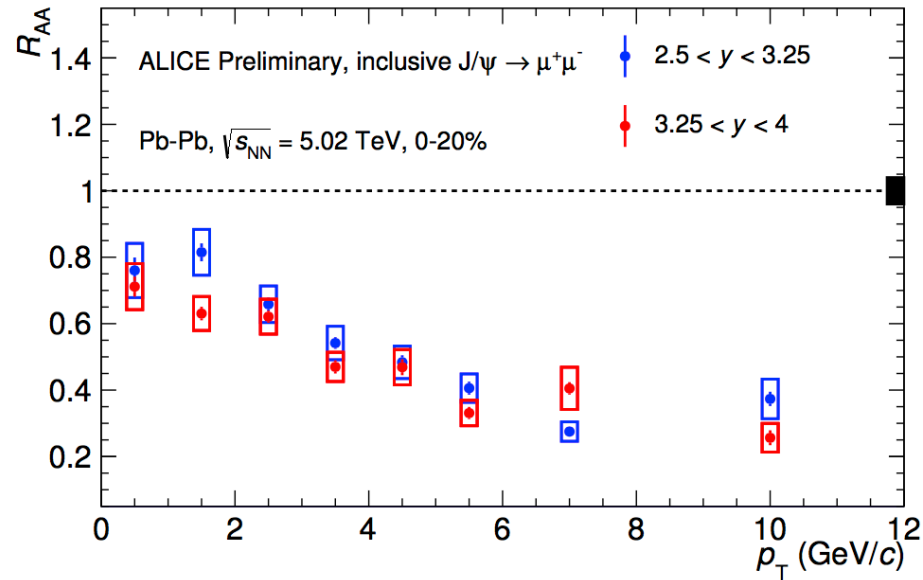 R_AA
ALICE Preliminary, inclusive J/ψ → μ⁺μ⁻
2.5 < y < 3.25
3.25 < y < 4
Pb-Pb, √s_NN = 5.02 TeV, 0-20%
1.4
1.2
1
0.8
0.6
0.4
0.2
0 2 4 6 8 10 12
p_T (GeV/c)